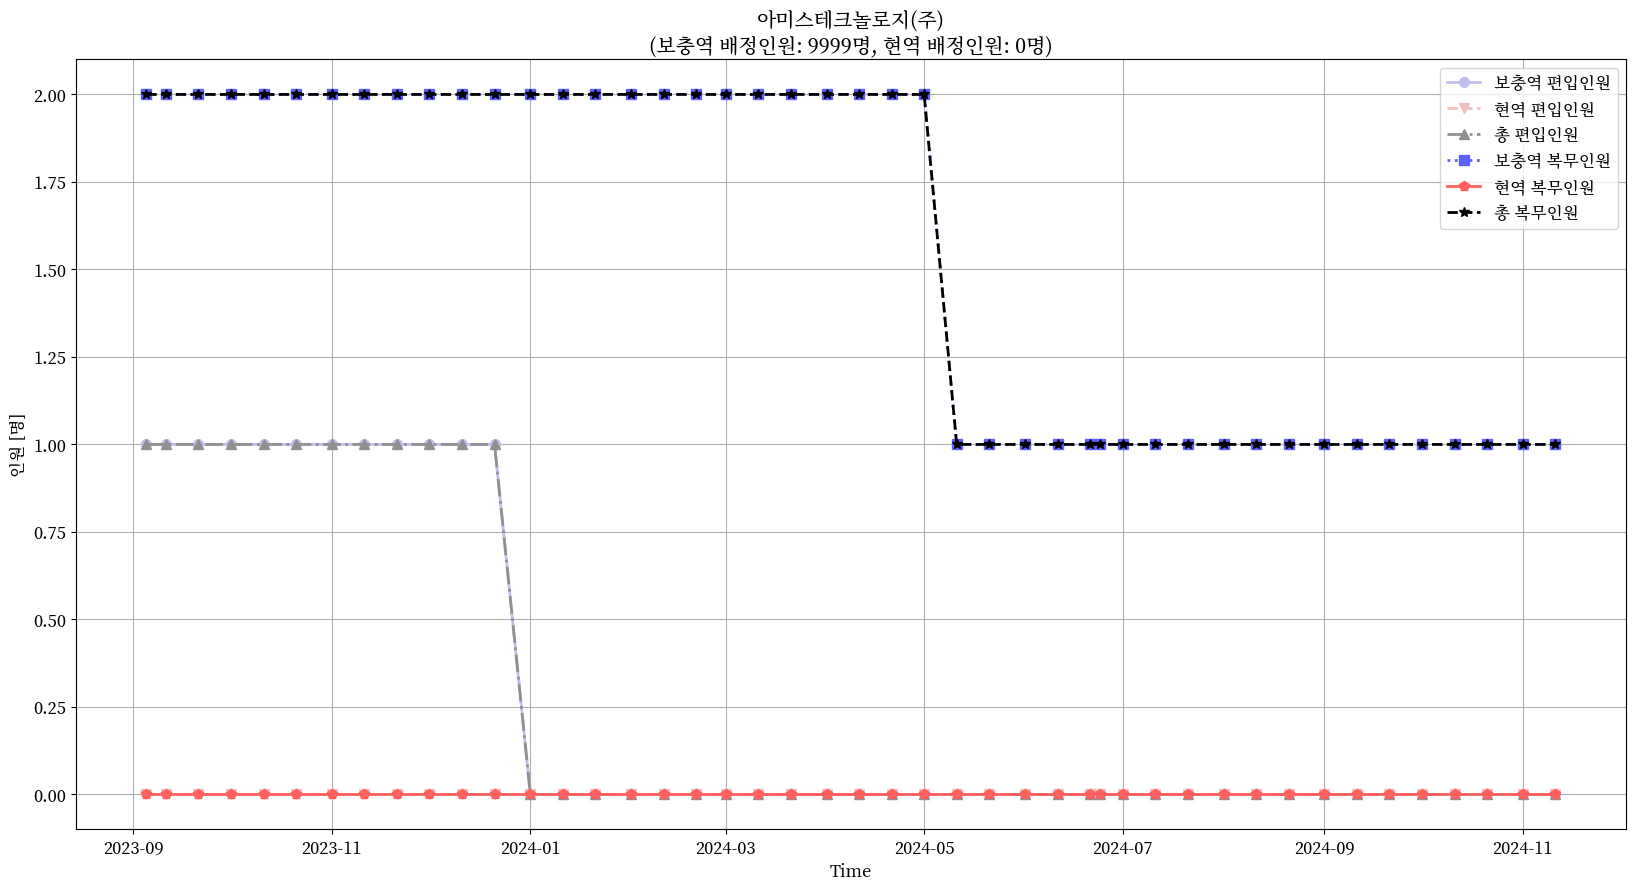 아미스테크놀로지(주)
(보충역 배정인원: 9999명, 현역 배정인원: 0명)
보충역 편입인원
현역 편입인원
총 편입인원
보충역 복무인원
현역 복무인원
총 복무인원
인원 [명]
2.00
1.75
1.50
1.25
1.00
0.75
0.50
0.25
0.00
2023-09
2023-11
2024-01
2024-03
2024-05
2024-07
2024-09
2024-11
Time